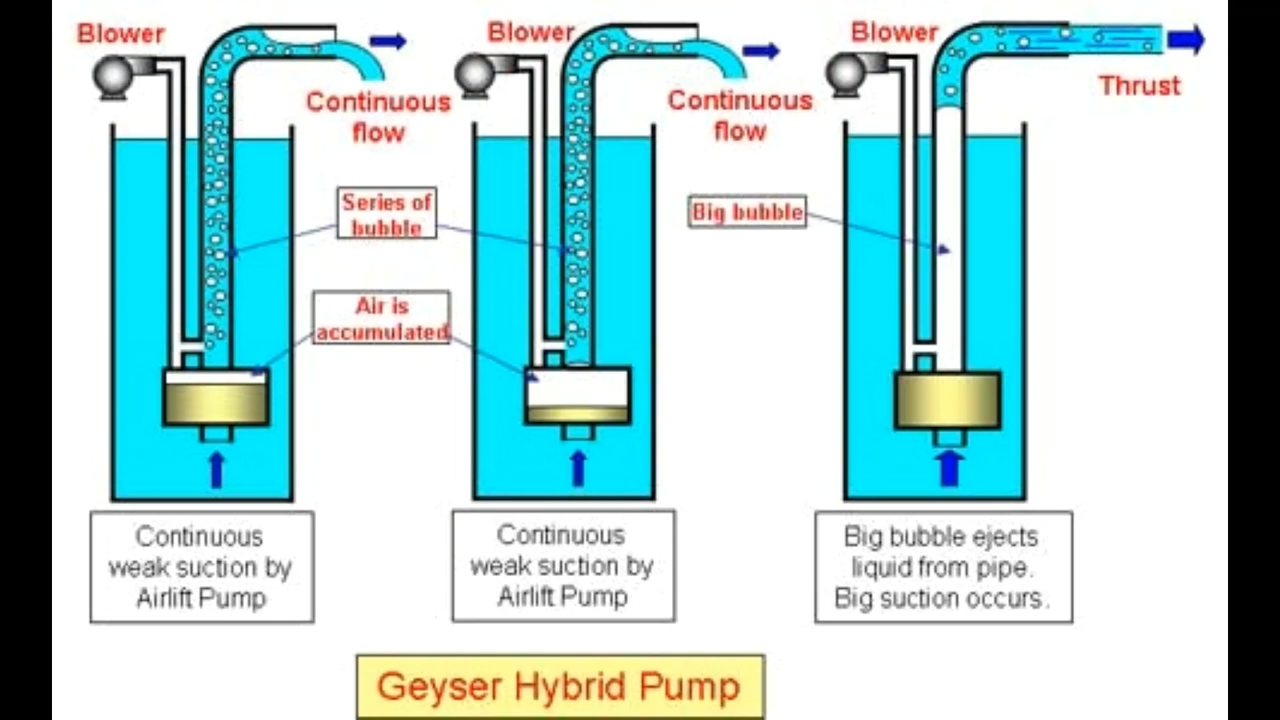 Blower
Blower
Blower
Continuous
flow
Continuous
flow
Thrust
Series of
bubble
Big bubble
Air is
accumulated
Continuous
weak suction by
Airlift Pump
Continuous
weak suction by
Airlift Pump
Big bubble ejects
liquid from pipe.
Big suction occurs.
Geyser Hybrid Pump